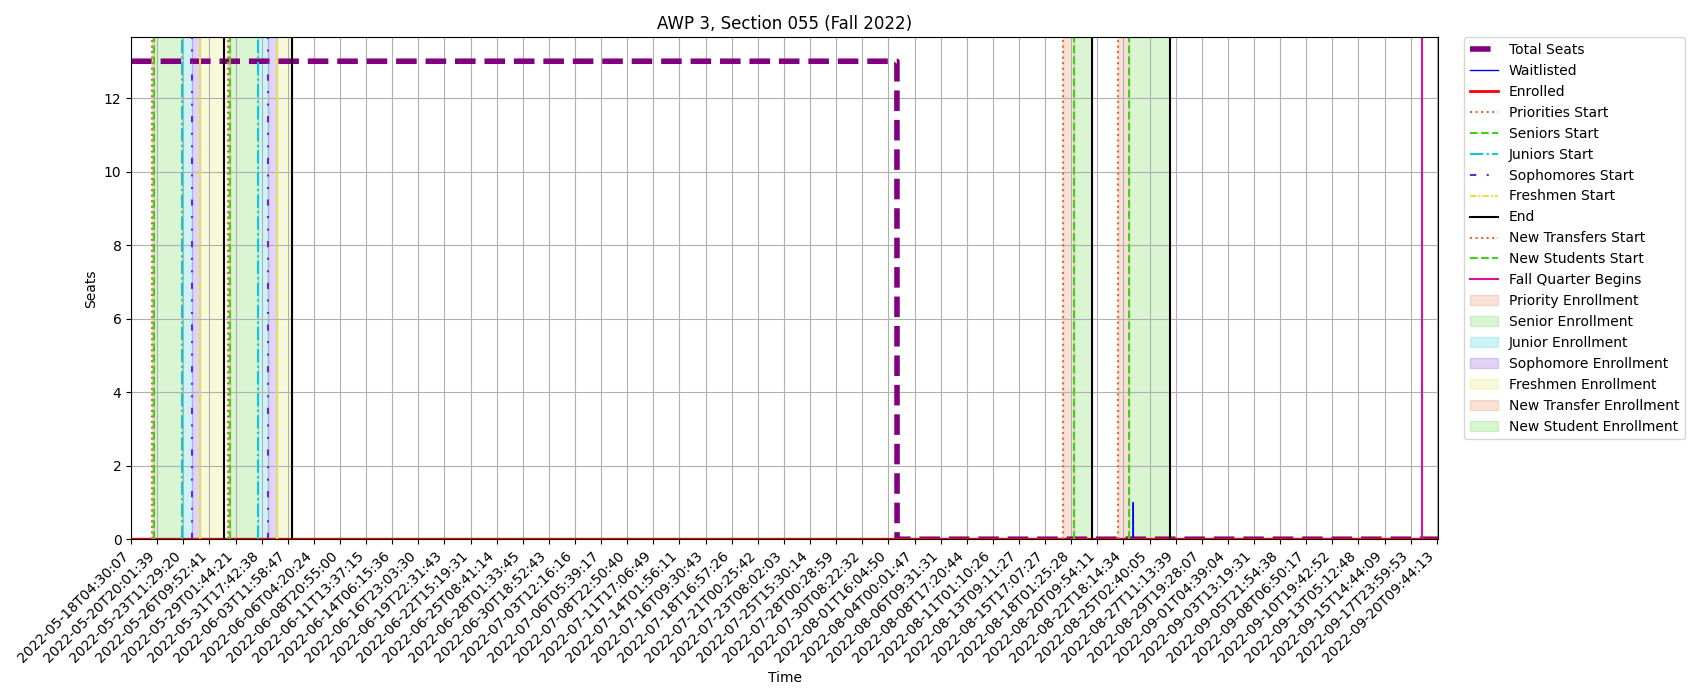 AWP 3, Section 055 (Fall 2022)
Seats
12
10
8
6
4
2
0
2022-05-18T04:30:07
2022-05-20T20:01:39
2022-05-23T11:29:20
2022-05-26T09:52:41
2022-05-29T01:44:21
2022-05-31T17:42:38
2022-06-03T11:58:47
2022-06-06T04:20:24
2022-06-08T20:55:00
2022-06-11T13:37:15
2022-06-14T06:15:36
2022-06-16T23:03:30
2022-06-19T22:31:43
2022-06-22T15:19:31
2022-06-25T08:41:14
2022-06-28T01:33:45
2022-06-30T18:52:43
2022-07-03T12:16:16
2022-07-06T05:39:17
2022-07-08T22:50:40
2022-07-11T17:06:49
2022-07-14T01:56:11
2022-07-16T09:30:43
2022-07-18T16:57:26
2022-07-21T00:25:42
2022-07-23T08:02:03
2022-07-25T15:30:14
2022-07-28T00:28:59
2022-07-30T08:22:32
2022-08-01T16:04:50
2022-08-04T00:01:47
2022-08-06T09:31:31
2022-08-08T17:20:44
2022-08-11T01:10:26
2022-08-13T09:11:27
2022-08-15T17:07:27
2022-08-18T01:25:28
2022-08-20T09:54:11
2022-08-22T18:14:34
2022-08-25T02:40:05
2022-08-27T11:13:39
2022-08-29T19:28:07
2022-09-01T04:39:04
2022-09-03T13:19:31
2022-09-05T21:54:38
2022-09-08T06:50:17
2022-09-10T19:42:52
2022-09-13T05:12:48
2022-09-15T14:44:09
2022-09-17T23:59:53
2022-09-20T09:44:13
Time
Total Seats
Waitlisted
Enrolled
Priorities Start
Seniors Start
Juniors Start
Sophomores Start
Freshmen Start
End
New Transfers Start
New Students Start
Fall Quarter Begins
Priority Enrollment
Senior Enrollment
Junior Enrollment
Sophomore Enrollment
Freshmen Enrollment
New Transfer Enrollment
New Student Enrollment